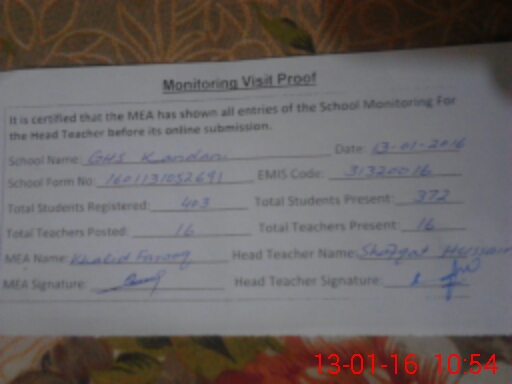 Monitoring Visit Proof
It is certified that the MEA has shown all entries of the School Monitoring For
the Head Teacher before its online submission.
School Name: GHS Kandan Date: 13-01-2016
School Form No: 1601131052691 EMIS Code: 31320016
Total Students Registered: 403 Total Students Present: 372
Total Teachers Posted: 16 Total Teachers Present: 16
MEA Name: Khalid Farooq Head Teacher Name: Shafqat Hussain
MEA Signature: Head Teacher Signature:
13-01-16 10:54